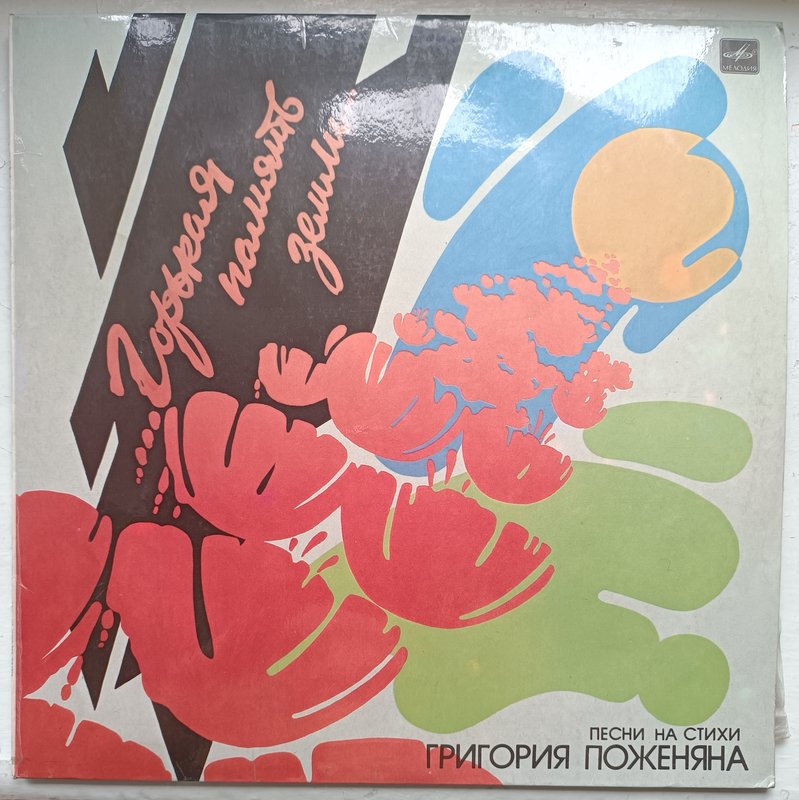 МЕЛОДИЯ
Горькая
память
земли
ПЕСНИ НА СТИХИ
ГРИГОРИЯ ПОЖЕНЯНА